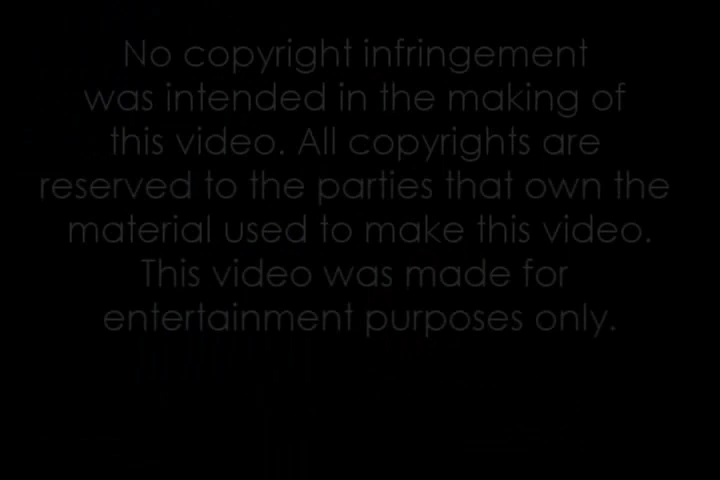 No copyright infringement
was intended in the making of
this video. All copyrights are
reserved to the parties that own the
material used to make this video.
This video was made for
entertainment purposes only.